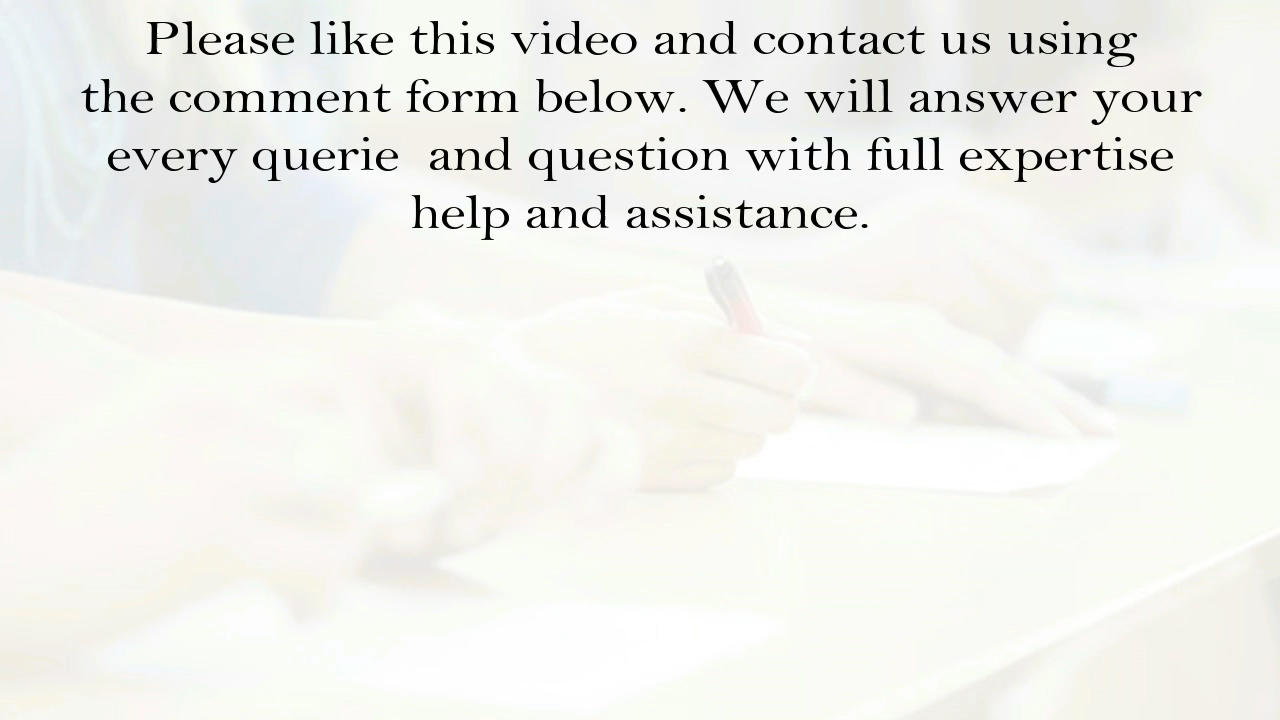 Please like this video and contact us using
the comment form below. We will answer your
every querie  and question with full expertise
help and assistance.